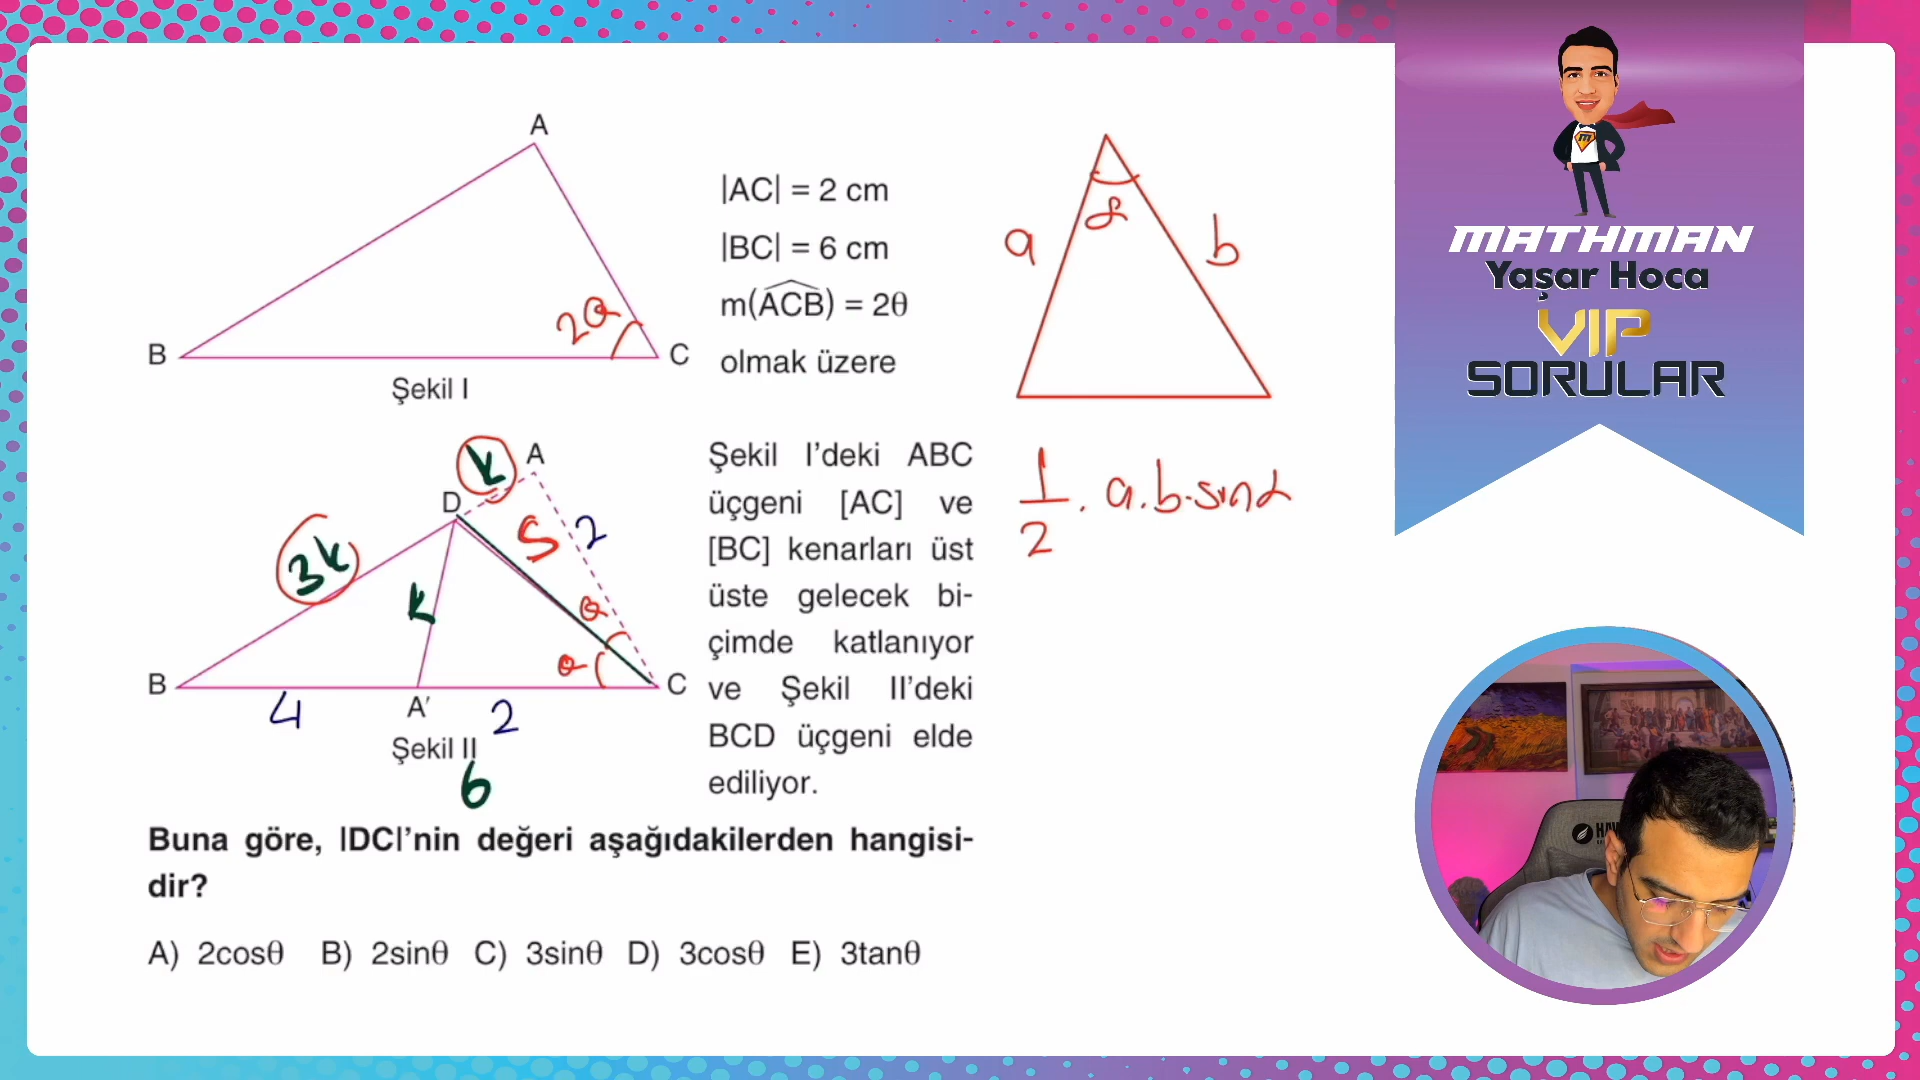 A
B
C
2θ
Şekil I
|AC| = 2 cm
|BC| = 6 cm
m(ACB) = 2θ
olmak üzere
a
α
b
A
D
B
C
A'
k
3k
k
S
2
θ
θ
4
2
Şekil II
6
Şekil I'deki ABC
üçgeni [AC] ve
[BC] kenarları üst
üste gelecek bi-
çimde katlanıyor
ve Şekil II'deki
BCD üçgeni elde
ediliyor.
1/2 . a.b.sinα
Buna göre, |DC|'nin değeri aşağıdakilerden hangisi-
dir?
A) 2cosθ B) 2sinθ C) 3sinθ D) 3cosθ E) 3tanθ
m
MATHMAN
Yaşar Hoca
VIP
SORULAR